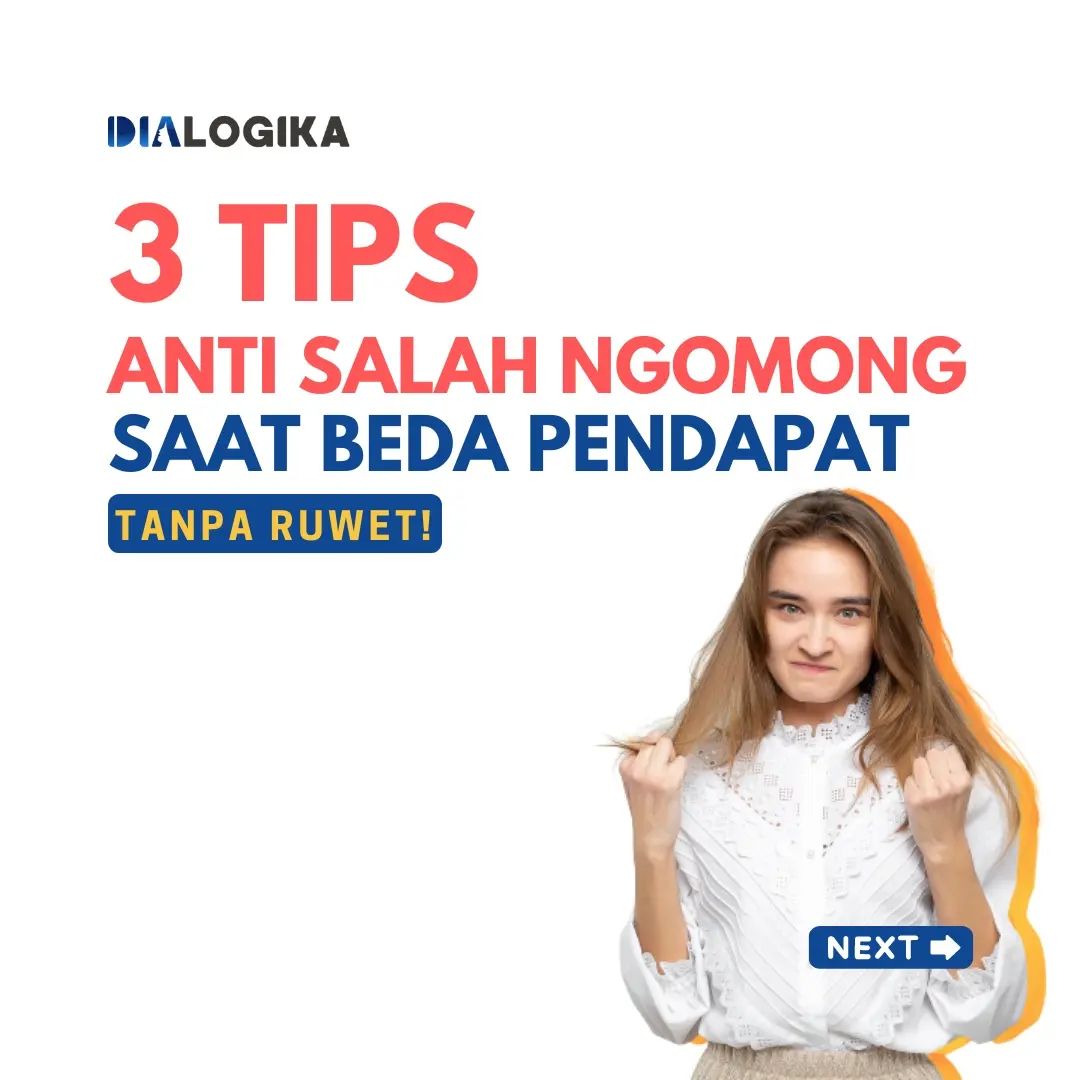 DIALOGIKA
3 TIPS
ANTI SALAH NGOMONG
SAAT BEDA PENDAPAT
TANPA RUWET!
NEXT